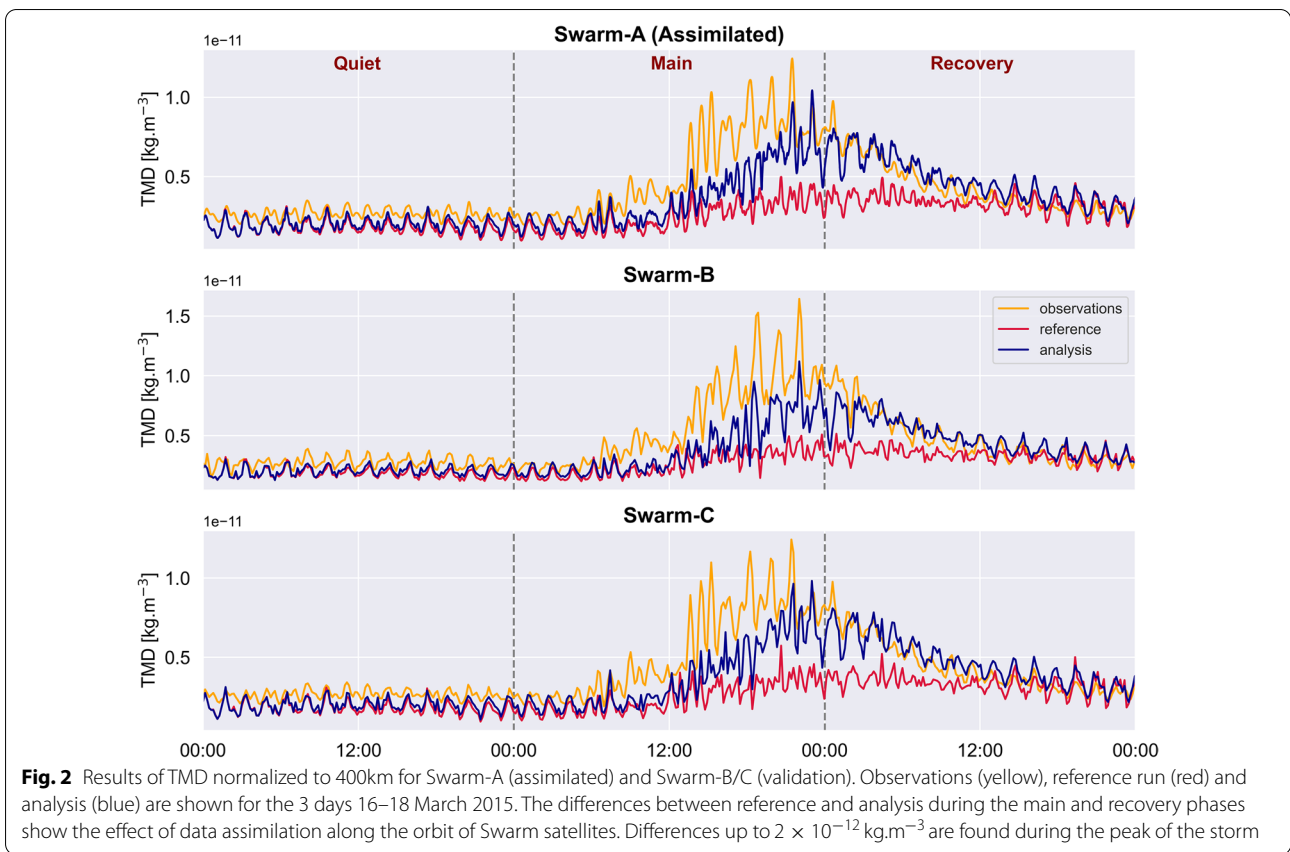 Swarm-A (Assimilated)
1e−11
Quiet
Main
Recovery
TMD [kg.m−3]
1.0
0.5
Swarm-B
1e−11
TMD [kg.m−3]
1.5
1.0
0.5
observations
reference
analysis
Swarm-C
1e−11
TMD [kg.m−3]
1.0
0.5
00:00 12:00 00:00 12:00 00:00 12:00 00:00
Fig. 2 Results of TMD normalized to 400km for Swarm-A (assimilated) and Swarm-B/C (validation). Observations (yellow), reference run (red) and
analysis (blue) are shown for the 3 days 16–18 March 2015. The differences between reference and analysis during the main and recovery phases
show the effect of data assimilation along the orbit of Swarm satellites. Differences up to 2 × 10−12 kg.m−3 are found during the peak of the storm